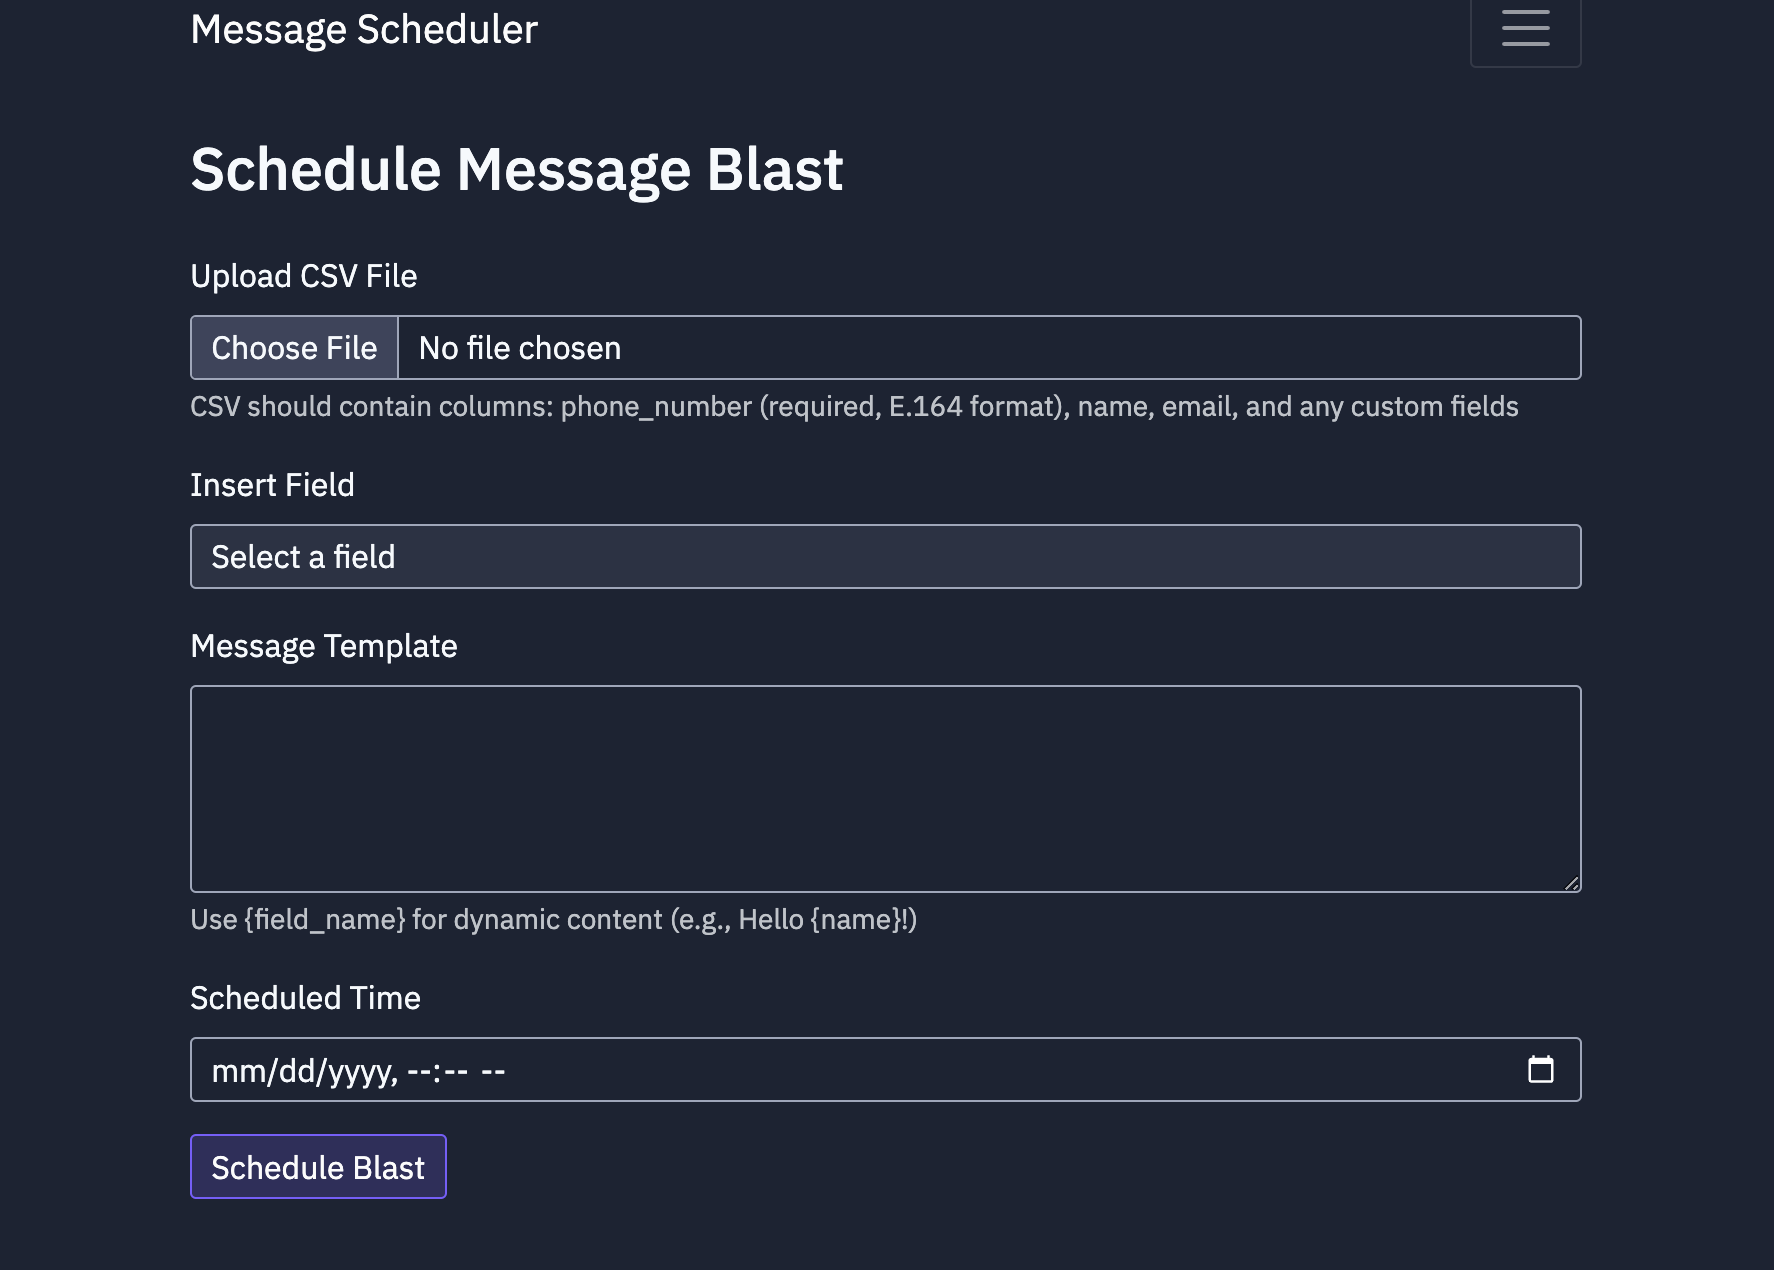 Message Scheduler
Schedule Message Blast
Upload CSV File
Choose File No file chosen
CSV should contain columns: phone_number (required, E.164 format), name, email, and any custom fields
Insert Field
Select a field
Message Template
Use {field_name} for dynamic content (e.g., Hello {name}!)
Scheduled Time
mm/dd/yyyy, --:-- --
Schedule Blast